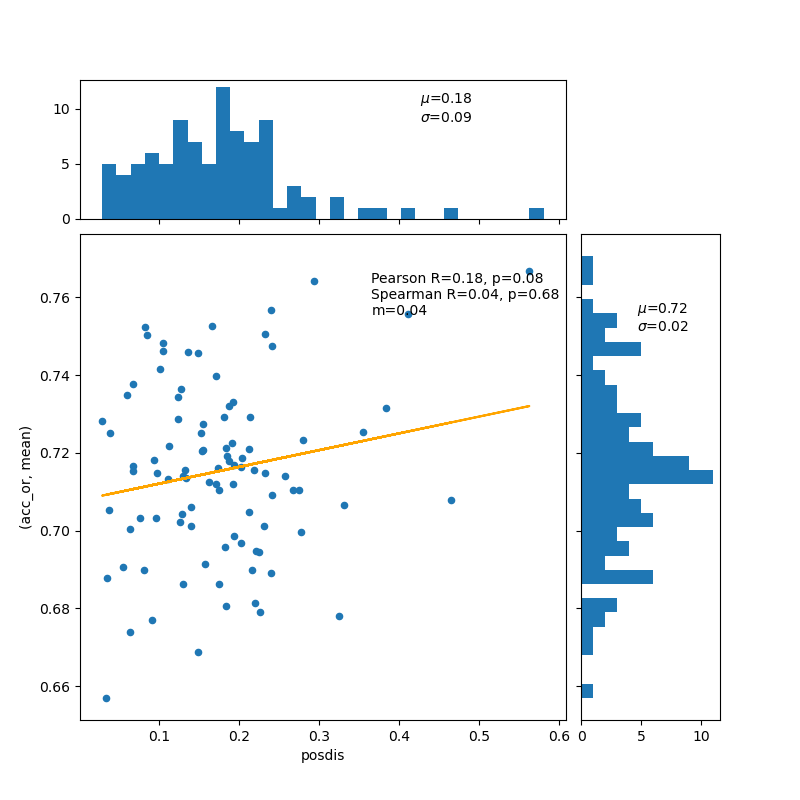 10
5
0
μ=0.18
σ=0.09
0.76
0.74
0.72
0.70
0.68
0.66
(acc_or, mean)
Pearson R=0.18, p=0.08
Spearman R=0.04, p=0.68
m=0.04
0.1 0.2 0.3 0.4 0.5 0.6
posdis
μ=0.72
σ=0.02
0 5 10